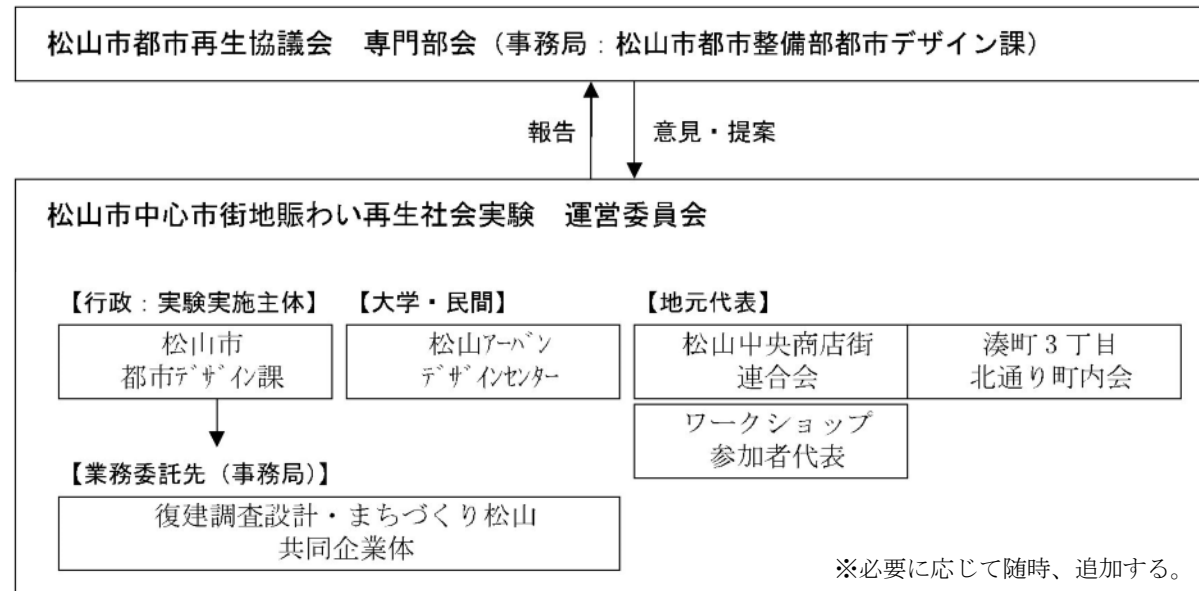 松山市都市再生協議会　専門部会（事務局：松山市都市整備部都市デザイン課）
報告
意見・提案
松山市中心市街地賑わい再生社会実験　運営委員会
【行政：実験実施主体】
松山市
都市ﾃﾞｻﾞｲﾝ課
【大学・民間】
松山ｱｰﾊﾞﾝ
ﾃﾞｻﾞｲﾝｾﾝﾀｰ
【地元代表】
松山中央商店街
連合会
湊町３丁目
北通り町内会
ワークショップ
参加者代表
【業務委託先（事務局）】
復建調査設計・まちづくり松山
共同企業体
※必要に応じて随時、追加する。